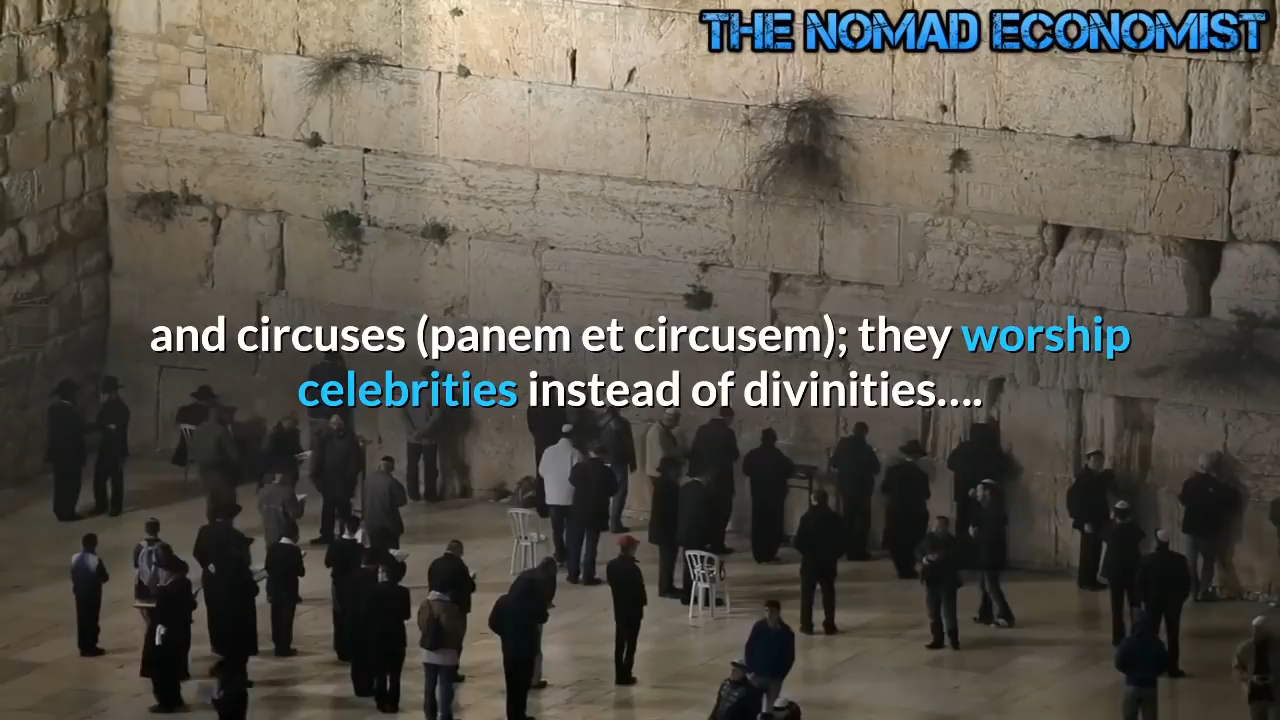 THE NOMAD ECONOMIST
and circuses (panem et circusem); they worship
celebrities instead of divinities....